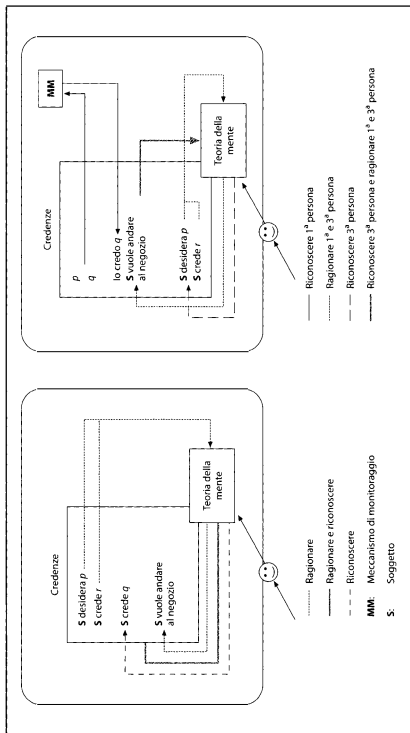 Credenze
S desidera p
S crede r
S crede q
S vuole andare
al negozio
Teoria della
mente
Ragionare
Ragionare e riconoscere
Riconoscere
MM: Meccanismo di monitoraggio
S: Soggetto
Credenze
MM
p
q
Io credo q
S vuole andare
al negozio
S desidera p
S crede r
Teoria della
mente
Riconoscere 1ª persona
Ragionare 1ª e 3ª persona
Riconoscere 3ª persona
Riconoscere 3ª persona e ragionare 1ª e 3ª persona